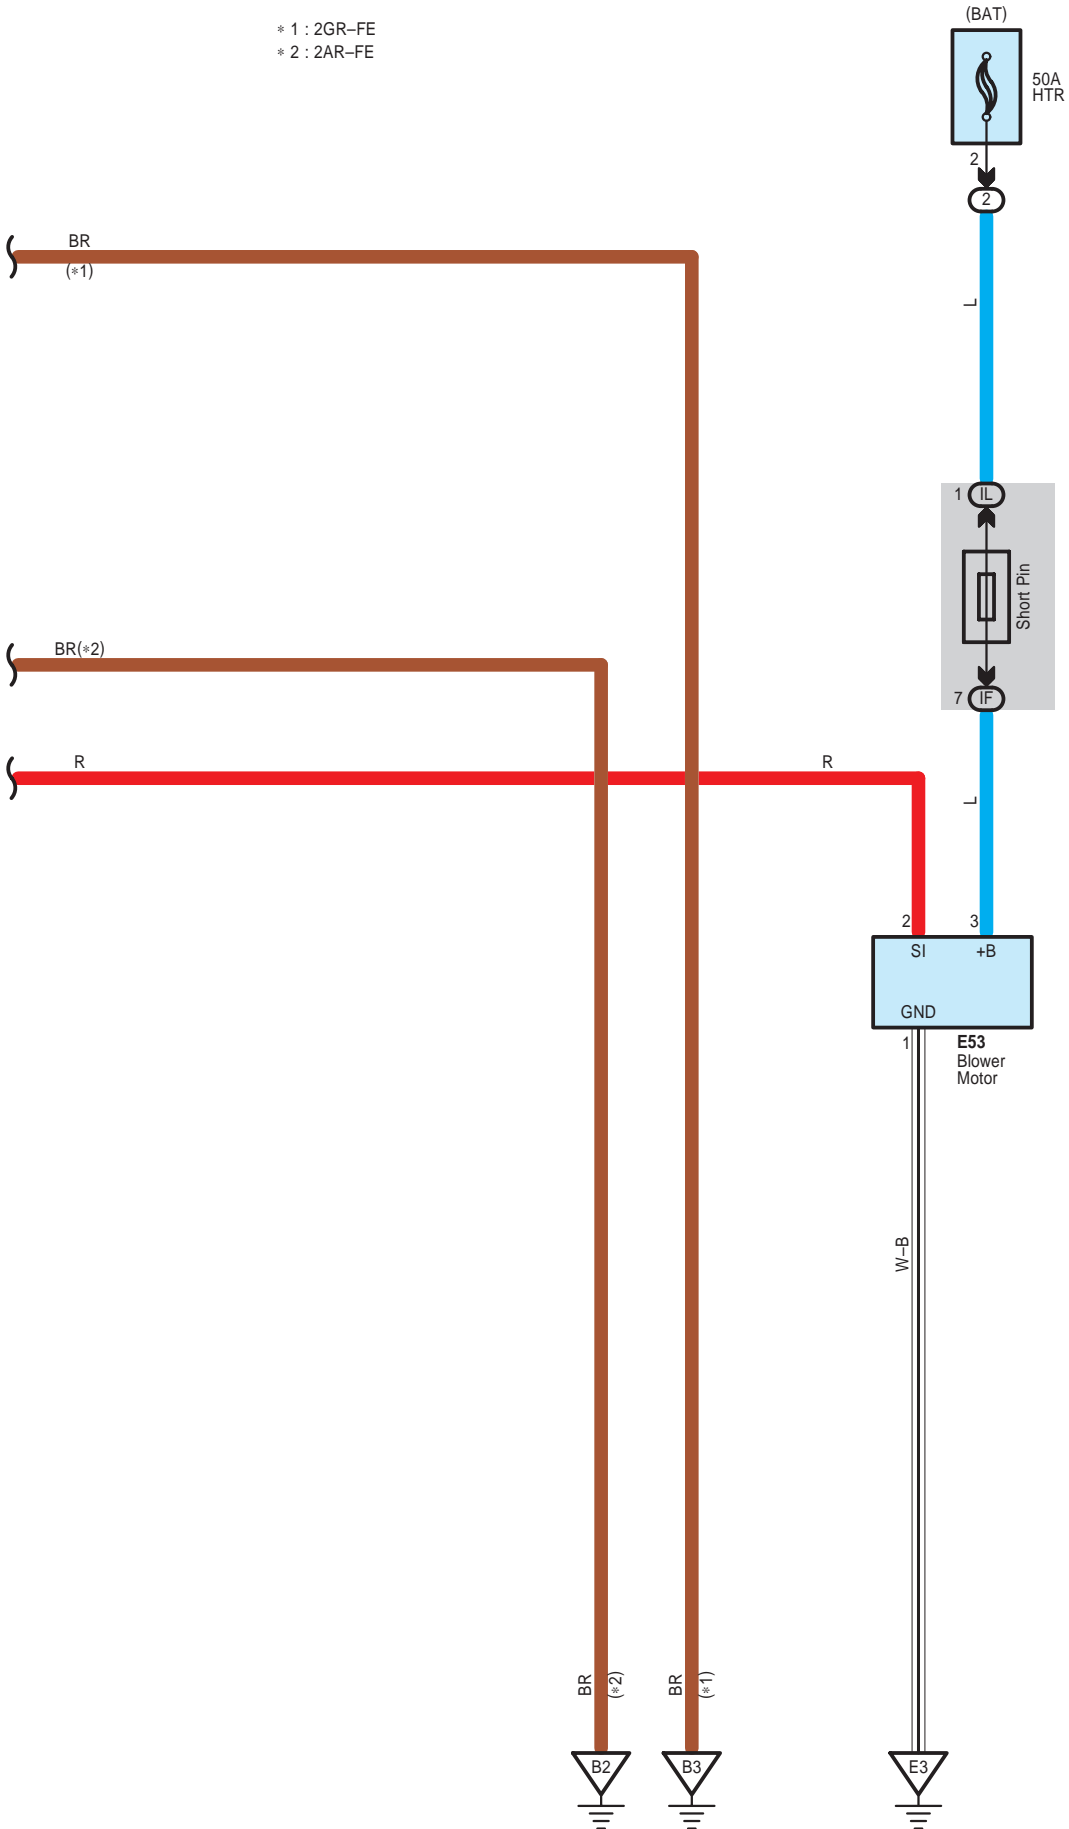 (BAT)
∗ 1 : 2GR–FE
∗ 2 : 2AR–FE
50A
HTR
2
2
BR
(∗1)
L
1
IL
Short Pin
BR(∗2)
7
IF
R
R
L
2
3
SI
+B
GND
1
E53
Blower
Motor
W–B
BR
(∗2)
BR
(∗1)
B2
B3
E3